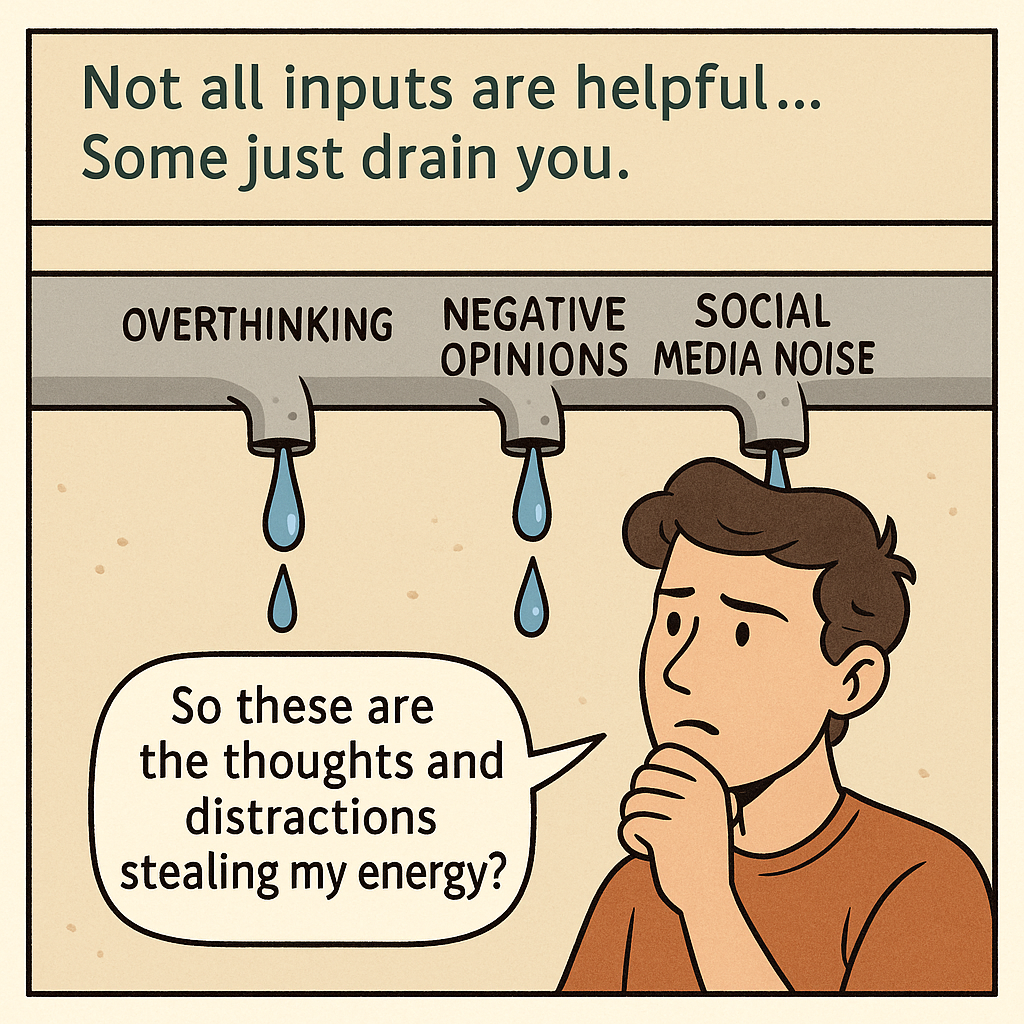 Not all inputs are helpful...
Some just drain you.
OVERTHINKING
NEGATIVE
OPINIONS
SOCIAL
MEDIA NOISE
So these are
the thoughts and
distractions
stealing my energy?